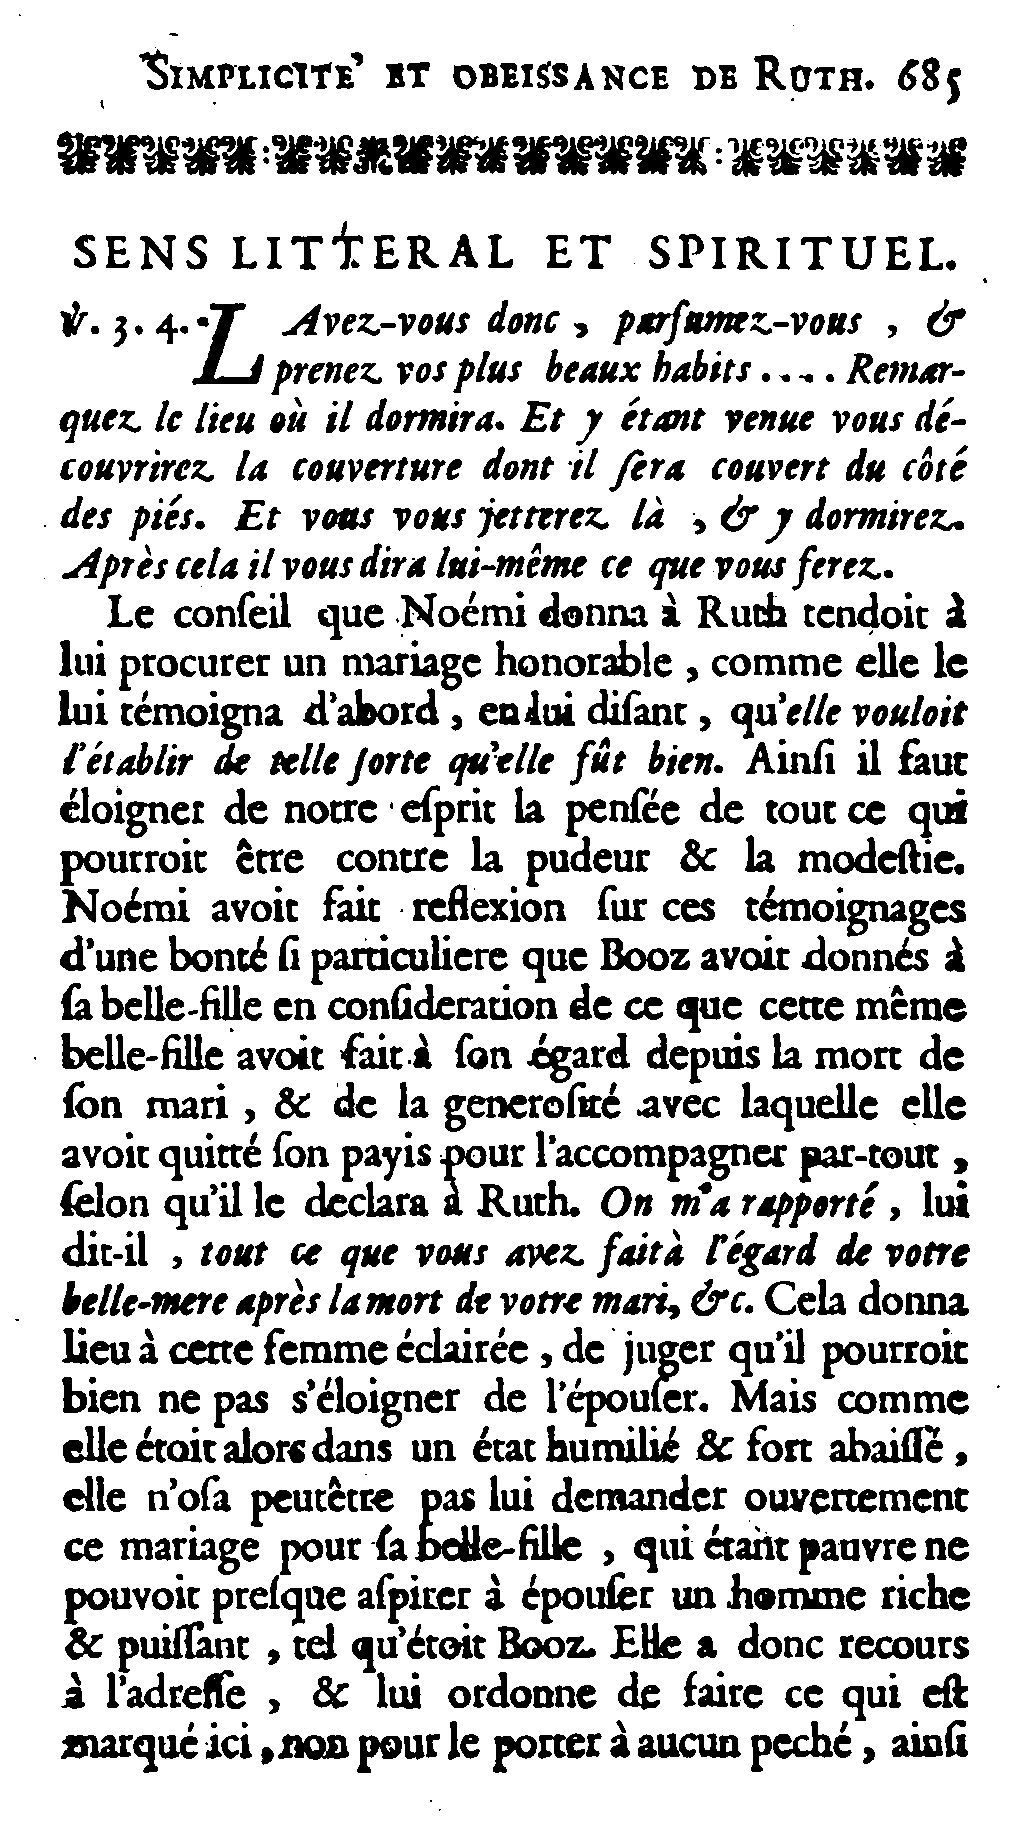 SIMPLICITE' ET OBEISSANCE DE RUTH. 685
SENS LITTERAL ET SPIRITUEL.
℣. 3. 4. LAvez-vous donc, parfumez-vous, &
prenez vos plus beaux habits .... Remar-
quez le lieu où il dormira. Et y étant venue vous dé-
couvrirez la couverture dont il ſera couvert du côté
des piés. Et vous vous jetterez là, & y dormirez.
Après cela il vous dira lui-même ce que vous ferez.
Le conſeil que Noémi donna à Ruth tendoit à
lui procurer un mariage honorable, comme elle le
lui témoigna d'abord, en lui diſant, qu'elle vouloit
l'établir de telle ſorte qu'elle fût bien. Ainſi il faut
éloigner de notre eſprit la penſée de tout ce qui
pourroit être contre la pudeur & la modeſtie.
Noémi avoit fait reflexion ſur ces témoignages
d'une bonté ſi particuliere que Booz avoit donnés à
ſa belle-fille en conſideration de ce que cette même
belle-fille avoit fait à ſon égard depuis la mort de
ſon mari, & de la generoſité avec laquelle elle
avoit quitté ſon payis pour l'accompagner par-tout,
ſelon qu'il le declara à Ruth. On m'a rapporté, lui
dit-il, tout ce que vous avez fait à l'égard de votre
belle-mere après la mort de votre mari, &c. Cela donna
lieu à cette femme éclairée, de juger qu'il pourroit
bien ne pas s'éloigner de l'épouſer. Mais comme
elle étoit alors dans un état humilié & fort abaiſſé,
elle n'oſa peutêtre pas lui demander ouvertement
ce mariage pour ſa belle-fille, qui étant pauvre ne
pouvoit preſque aſpirer à épouſer un homme riche
& puiſſant, tel qu'étoit Booz. Elle a donc recours
à l'adreſſe, & lui ordonne de faire ce qui eſt
marqué ici, non pour le porter à aucun peché, ainſi